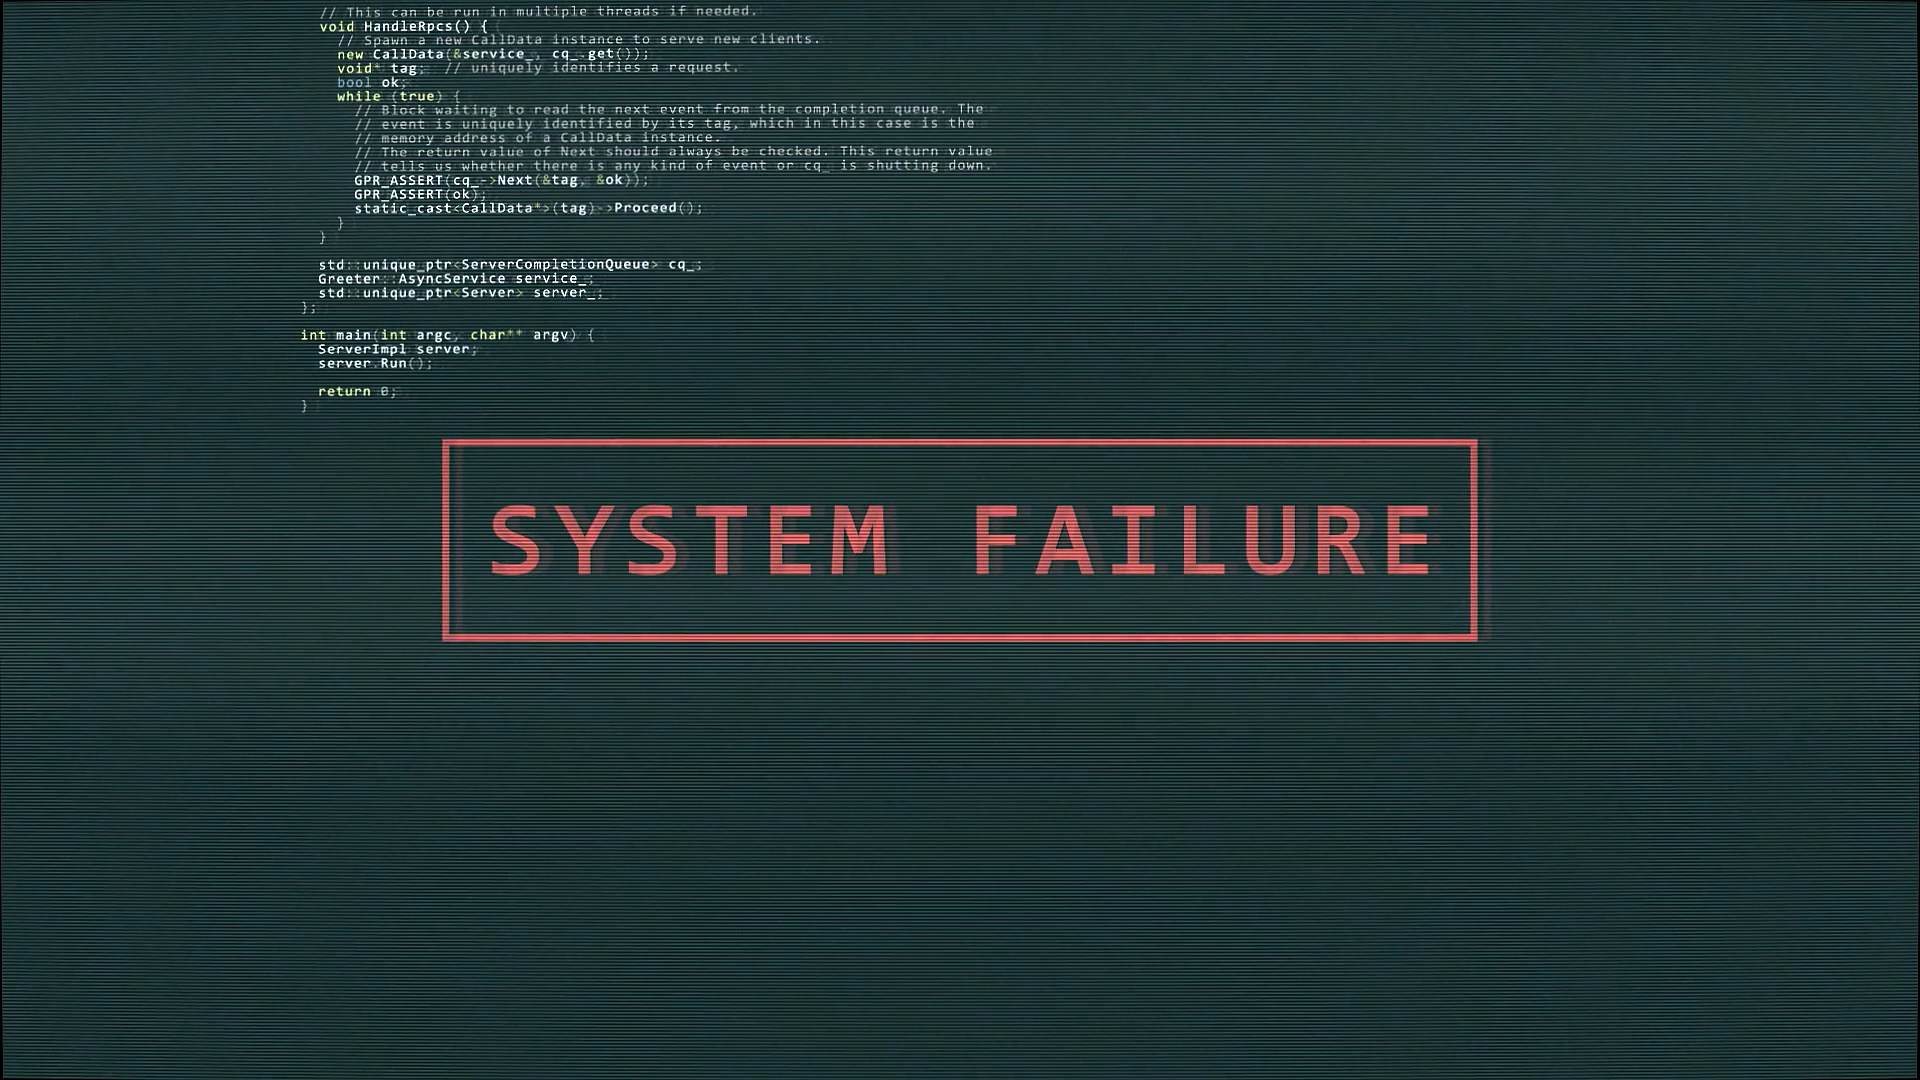 // This can be run in multiple threads if needed.
void HandleRpcs() {
// Spawn a new CallData instance to serve new clients.
new CallData(&service_, cq_.get());
void* tag;  // uniquely identifies a request.
bool ok;
while (true) {
// Block waiting to read the next event from the completion queue. The
// event is uniquely identified by its tag, which in this case is the
// memory address of a CallData instance.
// The return value of Next should always be checked. This return value
// tells us whether there is any kind of event or cq_ is shutting down.
GPR_ASSERT(cq_->Next(&tag, &ok));
GPR_ASSERT(ok);
static_cast<CallData*>(tag)->Proceed();
}
}
std::unique_ptr<ServerCompletionQueue> cq_;
Greeter::AsyncService service_;
std::unique_ptr<Server> server_;
};
int main(int argc, char** argv) {
ServerImpl server;
server.Run();
return 0;
}
SYSTEM FAILURE